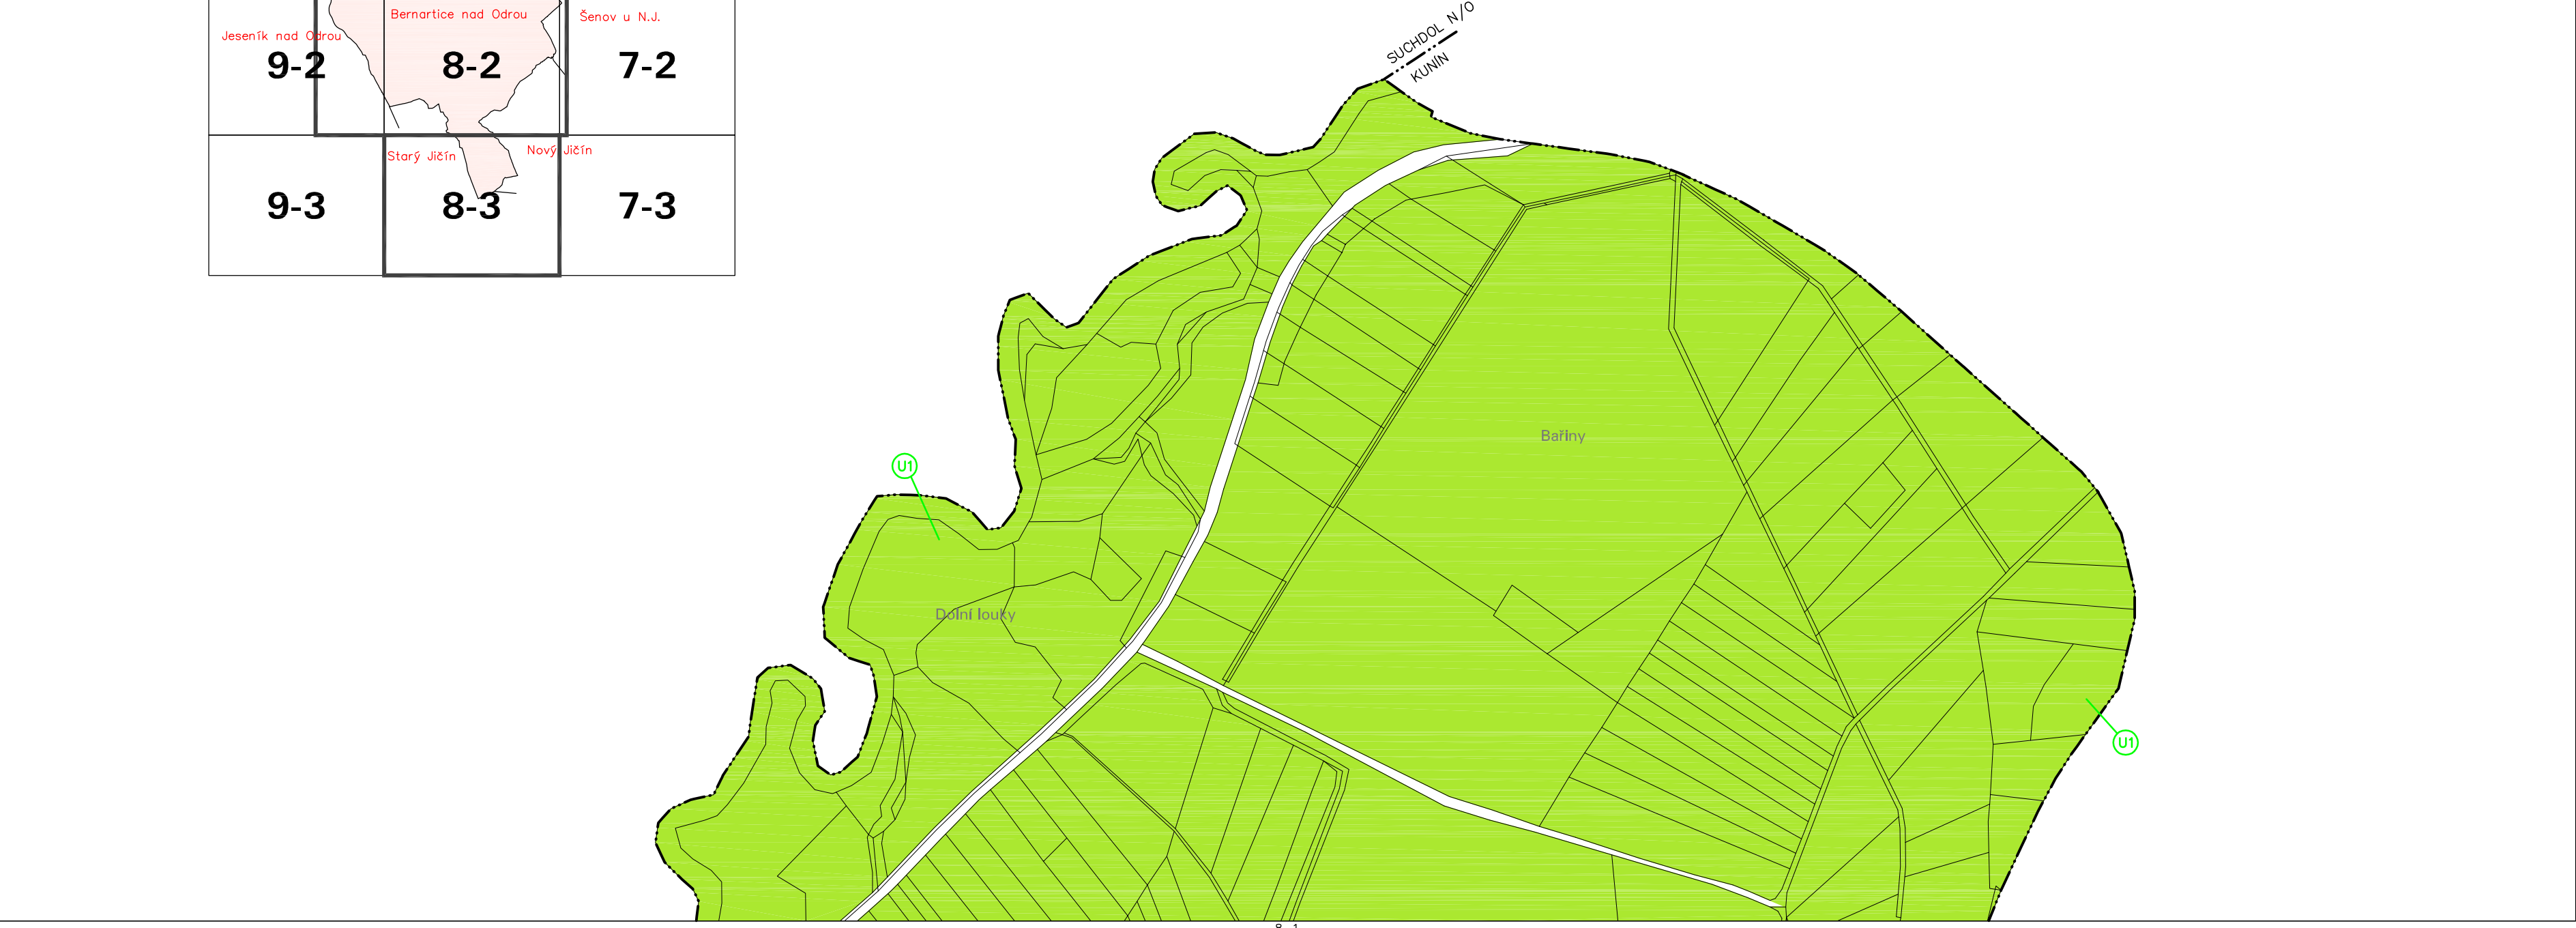 Bernartice nad Odrou
Šenov u N.J.
Jeseník nad Odrou
9-2
8-2
7-2
Starý Jičín
Nový Jičín
9-3
8-3
7-3
SUCHDOL N/O
KUNÍN
Bařiny
U1
Dolní louky
U1